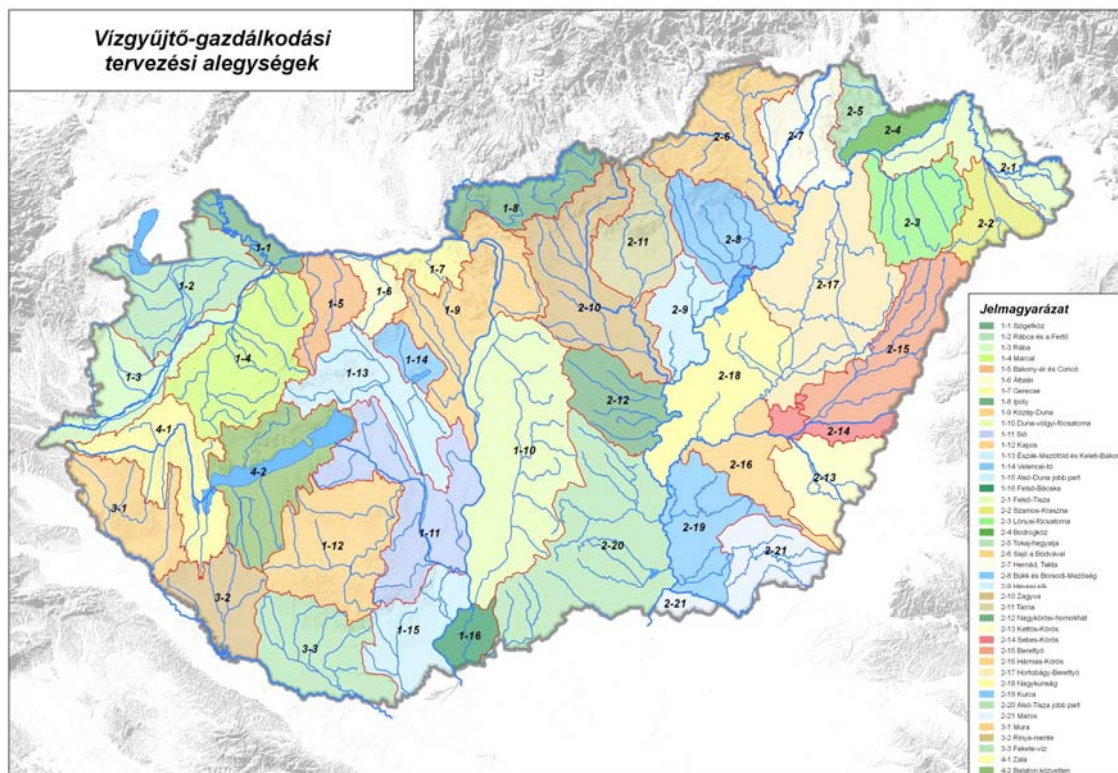 Vízgyűjtő-gazdálkodási
tervezési alegységek
2-5
2-6
2-7
2-4
2-1
1-8
2-3
2-2
1-1
2-11
2-8
1-2
1-7
1-6
2-17
1-5
1-9
2-10
2-9
1-4
1-14
2-15
1-3
1-13
2-18
2-12
4-1
2-14
4-2
1-10
2-16
2-13
3-1
2-19
1-11
1-12
2-20
2-21
3-2
2-21
1-15
1-16
3-3
Jelmagyarázat
1-1 Szigetköz
1-2 Rábca és a Fertő
1-3 Rába
1-4 Marcal
1-5 Bakony-ér és Concó
1-6 Által-ér
1-7 Gerecse
1-8 Ipoly
1-9 Közép-Duna
1-10 Duna-völgyi-főcsatorna
1-11 Sió
1-12 Kapos
1-13 Észak-Mezőföld és Keleti-Bakony
1-14 Velencei-tó
1-15 Alsó-Duna jobb part
1-16 Felső-Bácska
2-1 Felső-Tisza
2-2 Szamos-Kraszna
2-3 Lónyai-főcsatorna
2-4 Bodrogköz
2-5 Tokaj-hegyalja
2-6 Sajó a Bódvával
2-7 Hernád, Takta
2-8 Bükk és Borsodi-Mezőség
2-9 Hevesi-sík
2-10 Zagyva
2-11 Tarna
2-12 Nagykőrösi-homokhát
2-13 Kettős-Körös
2-14 Sebes-Körös
2-15 Berettyó
2-16 Hármas-Körös
2-17 Hortobágy-Berettyó
2-18 Nagykunság
2-19 Kurca
2-20 Alsó-Tisza jobb part
2-21 Maros
3-1 Mura
3-2 Rinya-mente
3-3 Fekete-víz
4-1 Zala
4-2 Balaton közvetlen